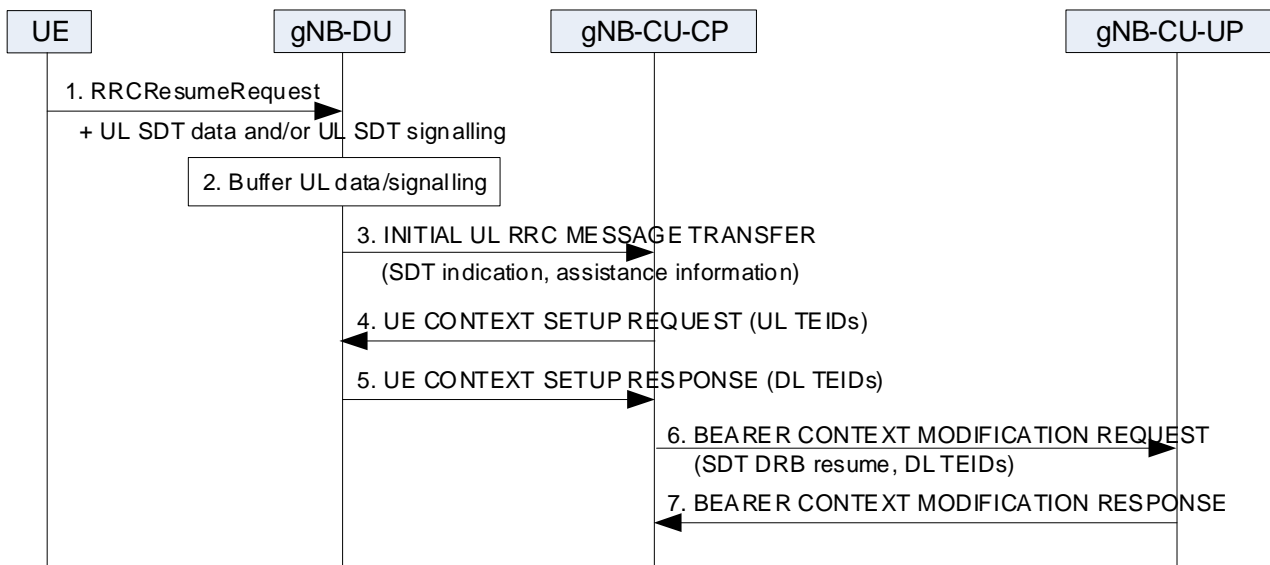 UE
gNB-DU
gNB-CU-CP
gNB-CU-UP
1. RRCResumeRequest
+ UL SDT data and/or UL SDT signalling
2. Buffer UL data/signalling
3. INITIAL UL RRC MESSAGE TRANSFER
(SDT indication, assistance information)
4. UE CONTEXT SETUP REQUEST (UL TEIDs)
5. UE CONTEXT SETUP RESPONSE (DL TEIDs)
6. BEARER CONTEXT MODIFICATION REQUEST
(SDT DRB resume, DL TEIDs)
7. BEARER CONTEXT MODIFICATION RESPONSE